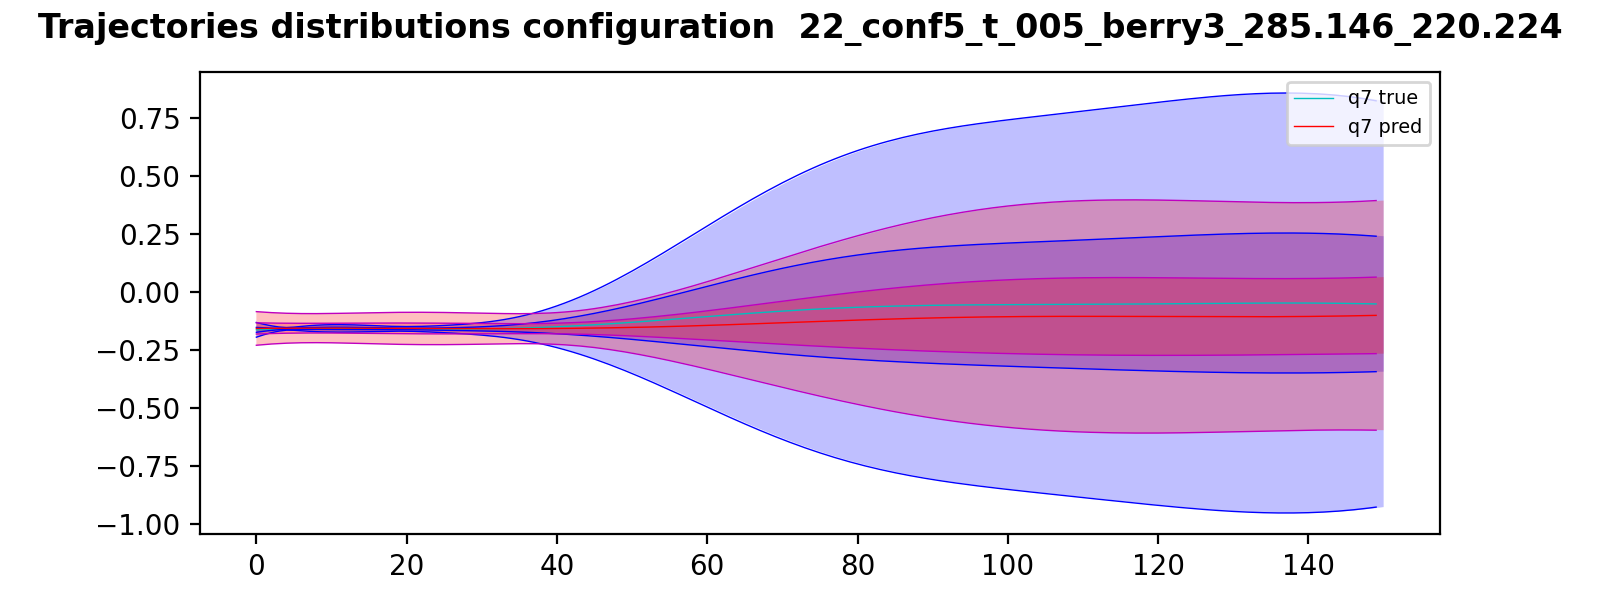 Trajectories distributions configuration  22_conf5_t_005_berry3_285.146_220.224
q7 true
q7 pred
0.75
0.50
0.25
0.00
−0.25
−0.50
−0.75
−1.00
0 20 40 60 80 100 120 140